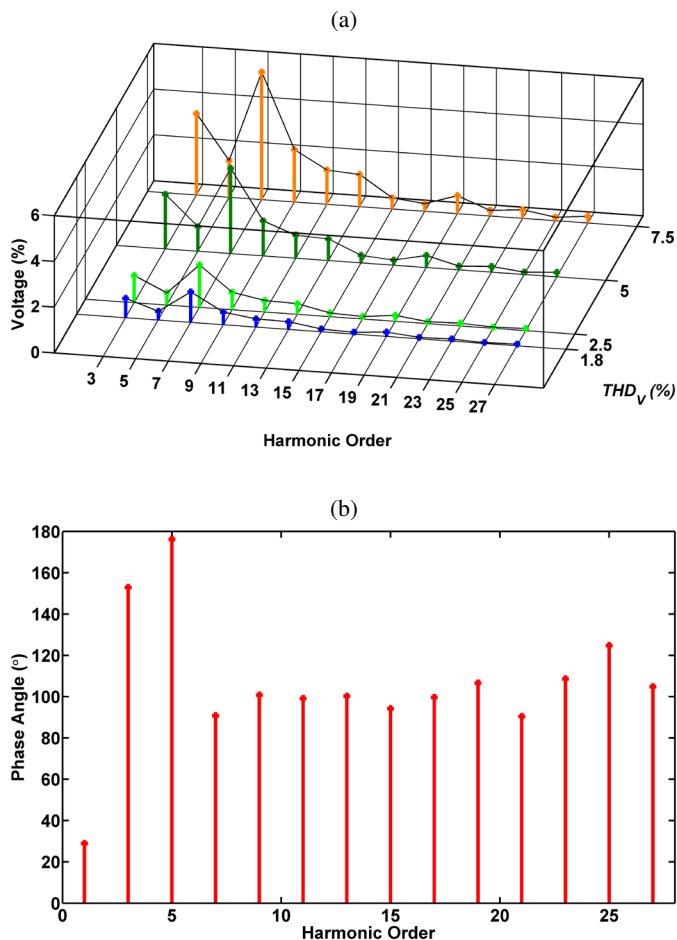 (a)
6
4
2
0
Voltage (%)
3 5 7 9 11 13 15 17 19 21 23 25 27
Harmonic Order
7.5
5
2.5
1.8
THD_V (%)
(b)
180
160
140
120
100
80
60
40
20
0
Phase Angle (°)
0 5 10 15 20 25
Harmonic Order